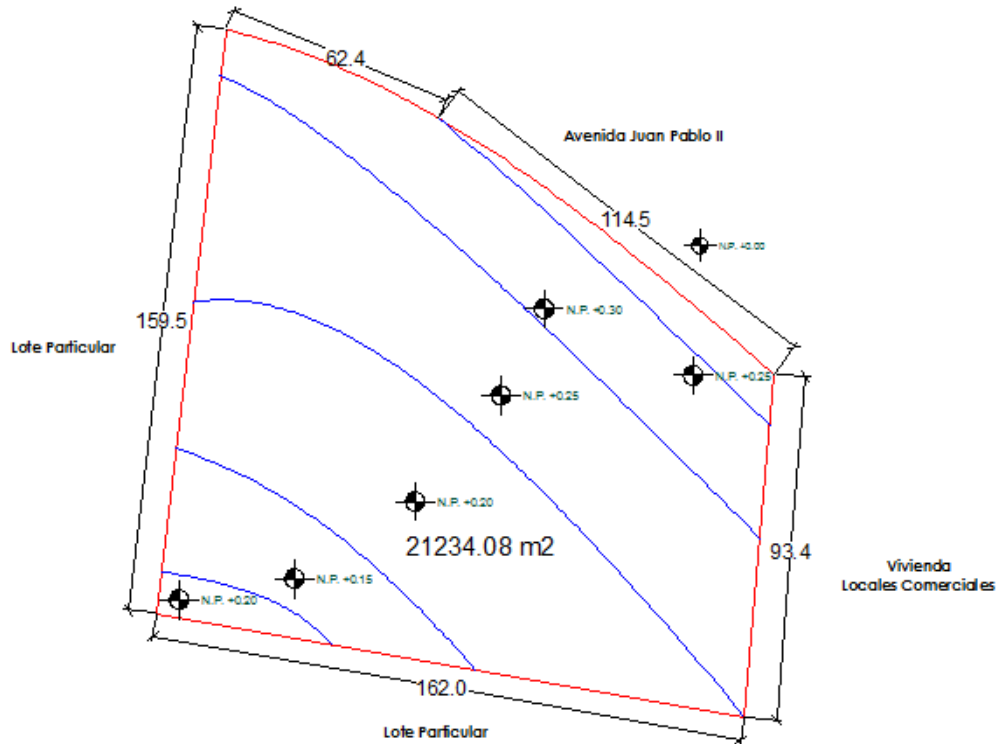 62.4
Avenida Juan Pablo II
114.5
N.P. +0.00
N.P. +0.30
159.5
Lote Particular
N.P. +0.25
N.P. +0.25
N.P. +0.20
21234.08 m2
93.4
Vivienda
Locales Comerciales
N.P. +0.15
N.P. +0.20
162.0
Lote Particular